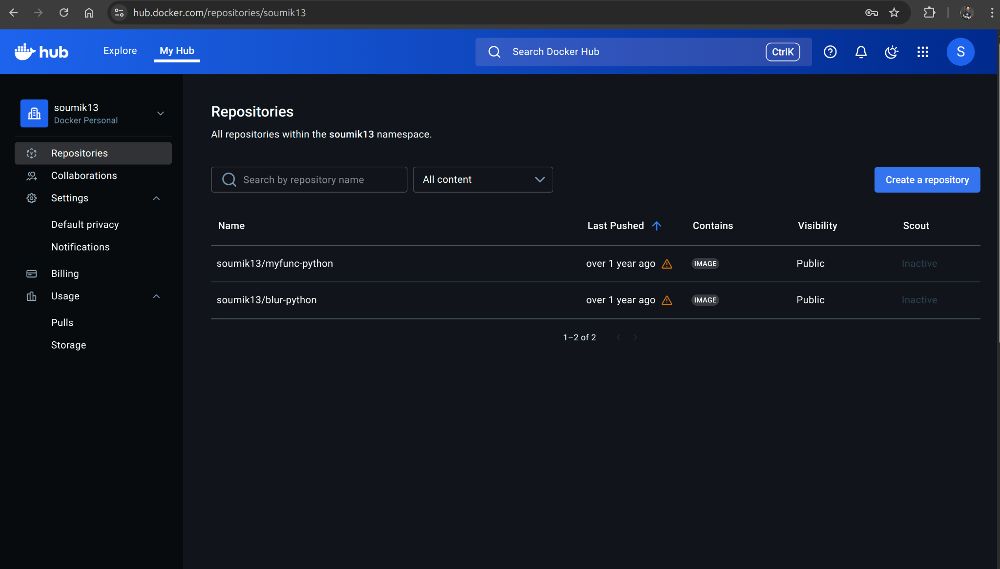 hub.docker.com/repositories/soumik13
hub
Explore
My Hub
Search Docker Hub
CtrlK
S
soumik13
Docker Personal
Repositories
Collaborations
Settings
Default privacy
Notifications
Billing
Usage
Pulls
Storage
Repositories
All repositories within the soumik13 namespace.
Search by repository name
All content
Create a repository
Name Last Pushed Contains Visibility Scout
soumik13/myfunc-python over 1 year ago IMAGE Public Inactive
soumik13/blur-python over 1 year ago IMAGE Public Inactive
1–2 of 2